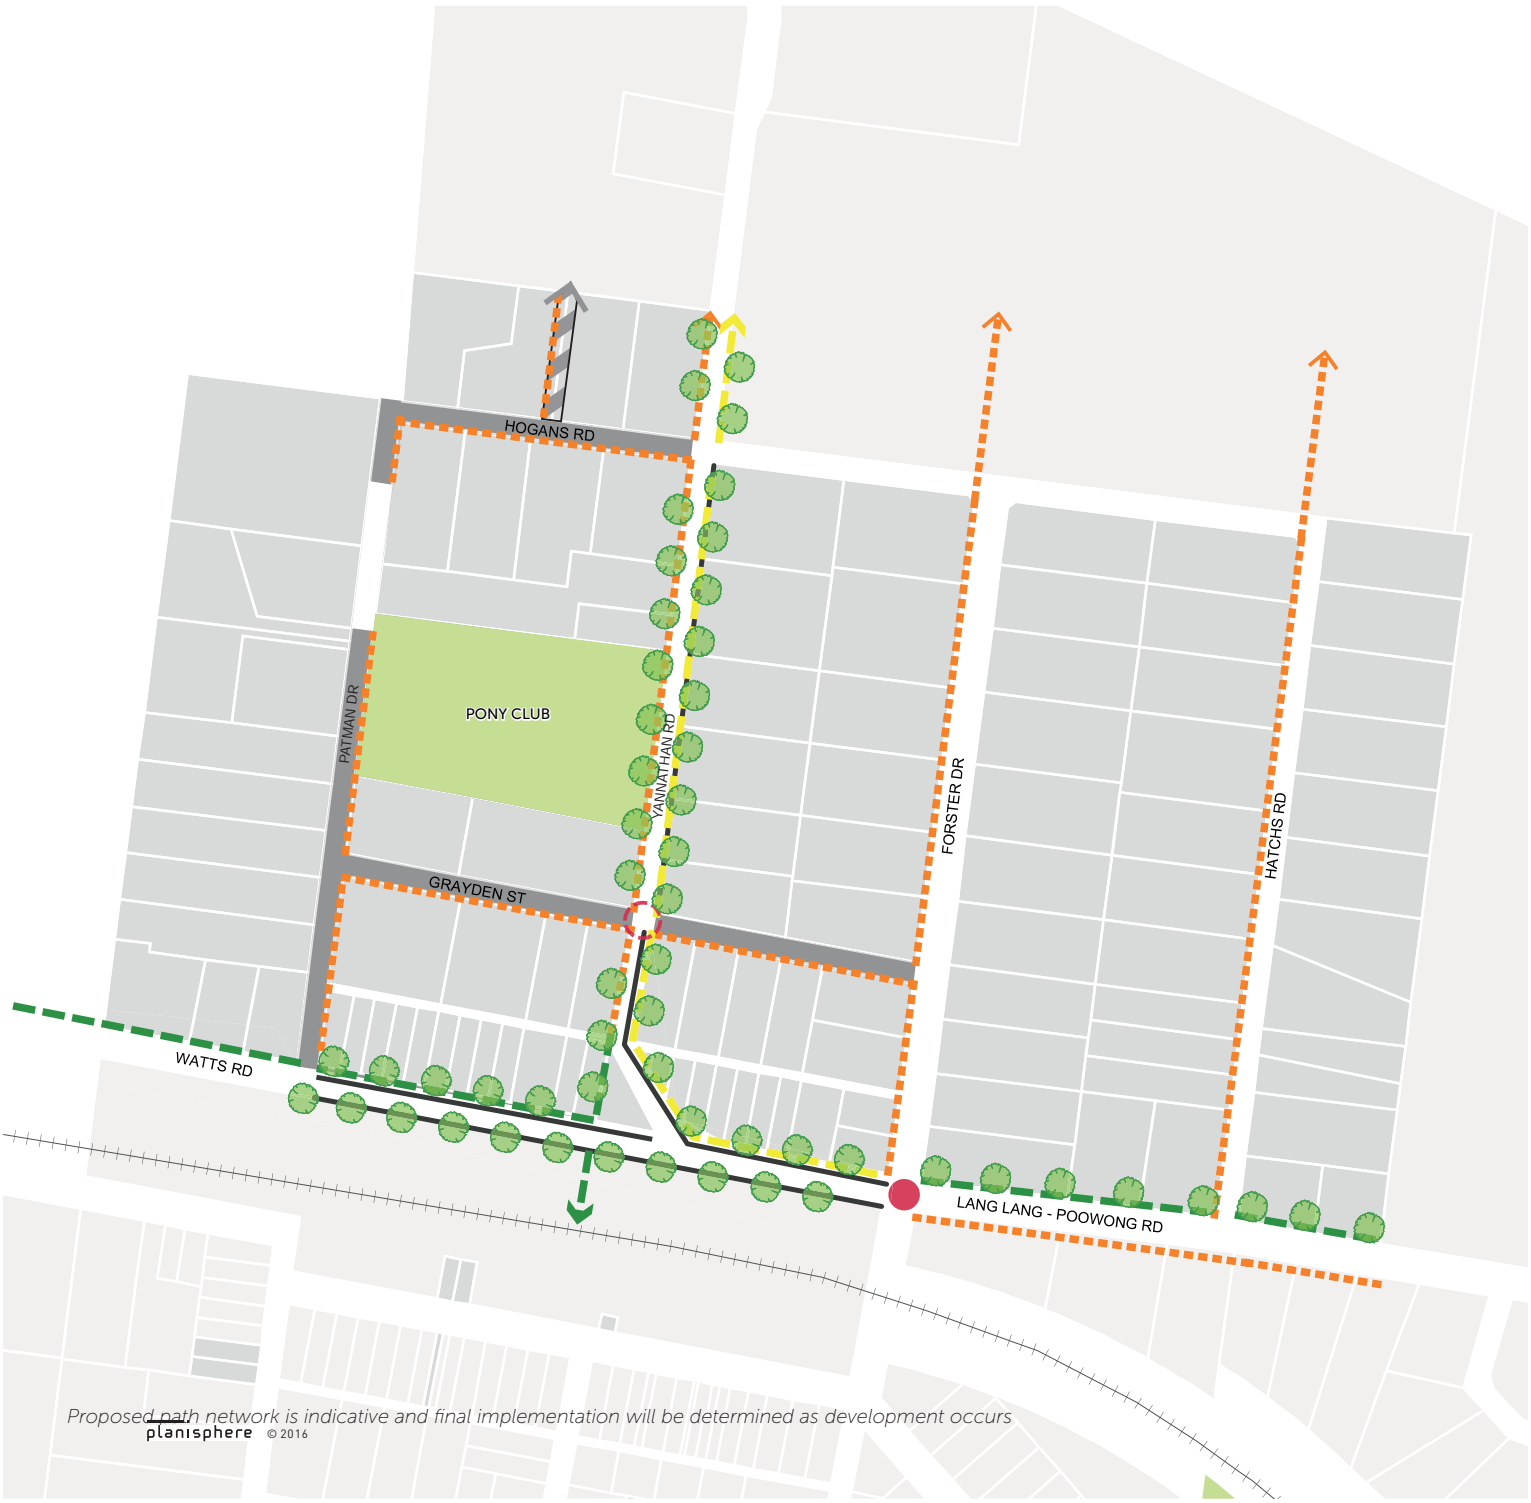 HOGANS RD
PATMAN DR
PONY CLUB
YANNATHAN RD
FORSTER DR
HATCHS RD
GRAYDEN ST
WATTS RD
LANG LANG - POOWONG RD
Proposed path network is indicative and final implementation will be determined as development occurs
planisphere © 2016